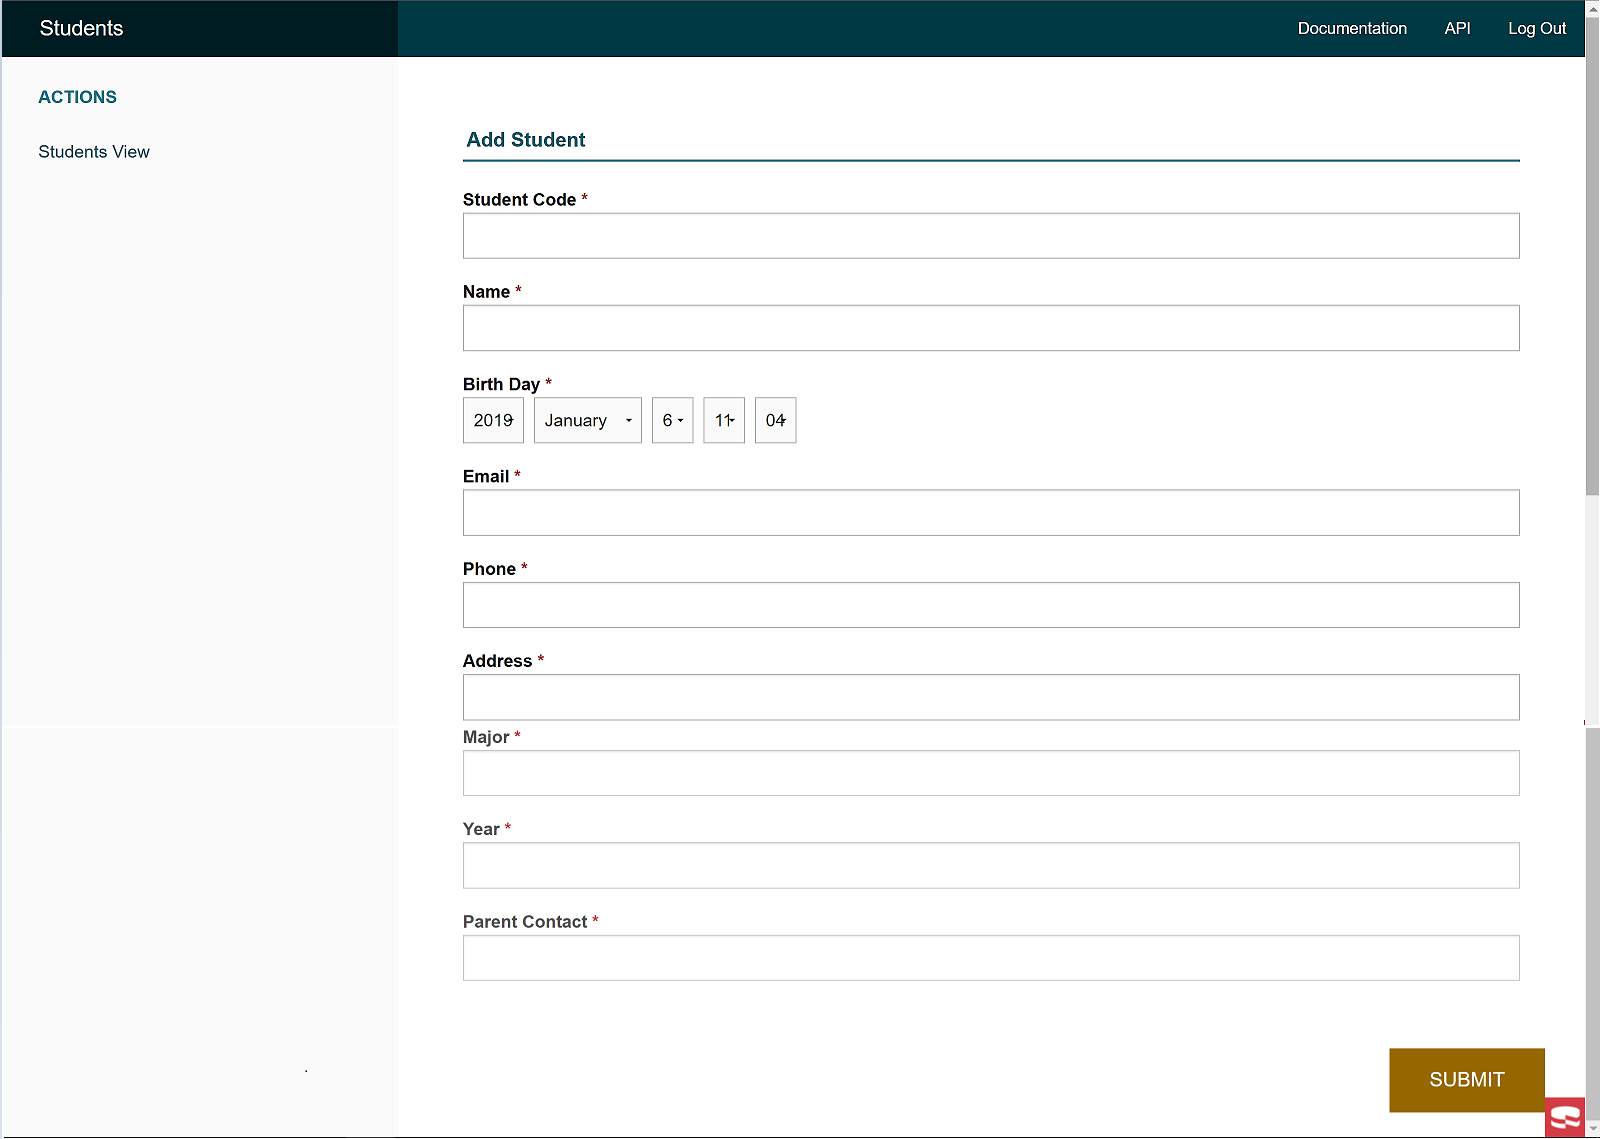 Students
Documentation API Log Out
ACTIONS
Students View
Add Student
Student Code *
Name *
Birth Day *
2019 January 6 11 04
Email *
Phone *
Address *
Major *
Year *
Parent Contact *
SUBMIT